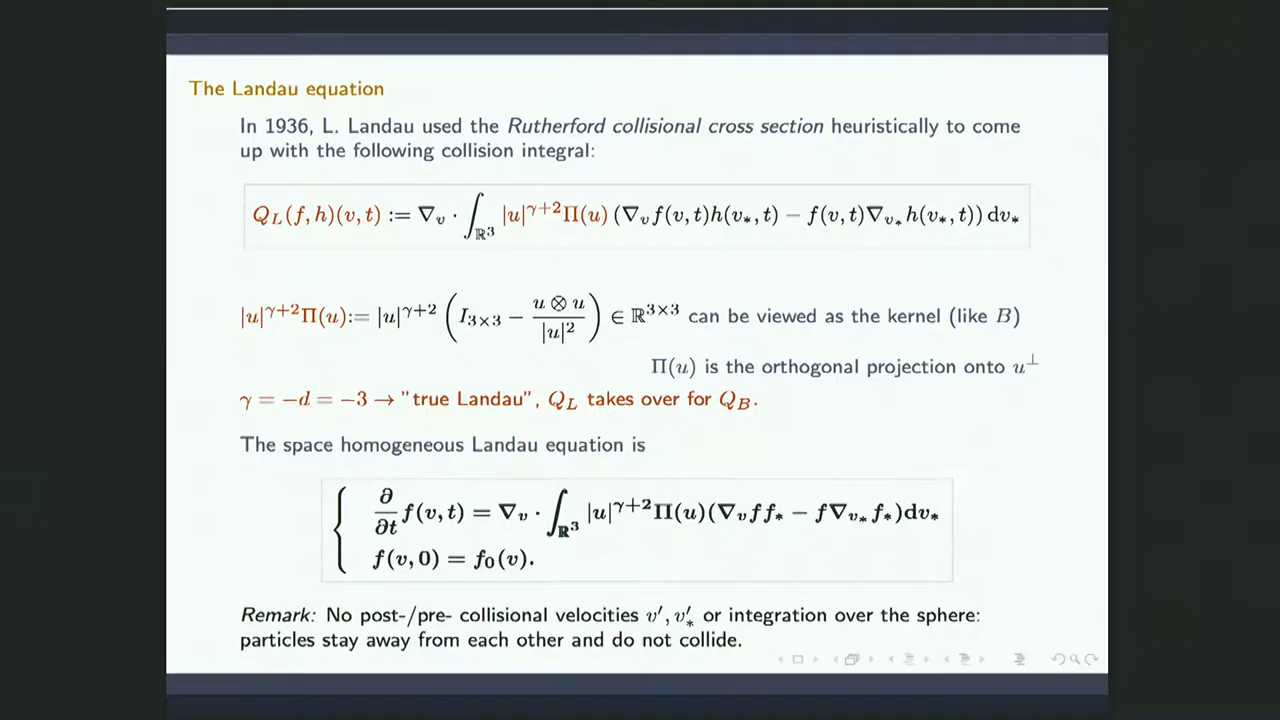 The Landau equation
In 1936, L. Landau used the Rutherford collisional cross section heuristically to come
up with the following collision integral:
Q_L(f, h)(v, t) := ∇_v · ∫_{ℝ³} |u|^{γ+2}Π(u) (∇_v f(v, t)h(v_*, t) − f(v, t)∇_{v_*} h(v_*, t)) dv_*
|u|^{γ+2}Π(u):= |u|^{γ+2} (I_{3×3} − (u ⊗ u)/|u|²) ∈ ℝ^{3×3} can be viewed as the kernel (like B)
Π(u) is the orthogonal projection onto u^⊥
γ = −d = −3 → "true Landau", Q_L takes over for Q_B.
The space homogeneous Landau equation is
{ ∂/∂t f(v, t) = ∇_v · ∫_{ℝ³} |u|^{γ+2}Π(u)(∇_v f f_* − f∇_{v_*} f_*)dv_*
f(v, 0) = f_0(v).
Remark: No post-/pre- collisional velocities v′, v′_* or integration over the sphere:
particles stay away from each other and do not collide.